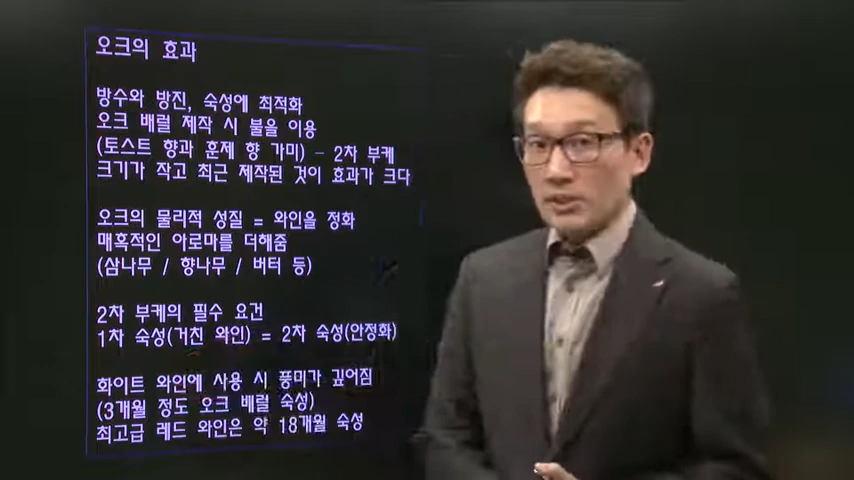 오크의 효과
방수와 방진, 숙성에 최적화
오크 배럴 제작 시 불을 이용
(토스트 향과 훈제 향 가미) - 2차 부케
크기가 작고 최근 제작된 것이 효과가 크다
오크의 물리적 성질 = 와인을 정화
매혹적인 아로마를 더해줌
(삼나무 / 향나무 / 버터 등)
2차 부케의 필수 요건
1차 숙성(거친 와인) = 2차 숙성(안정화)
화이트 와인에 사용 시 풍미가 깊어짐
(3개월 정도 오크 배럴 숙성)
최고급 레드 와인은 약 18개월 숙성